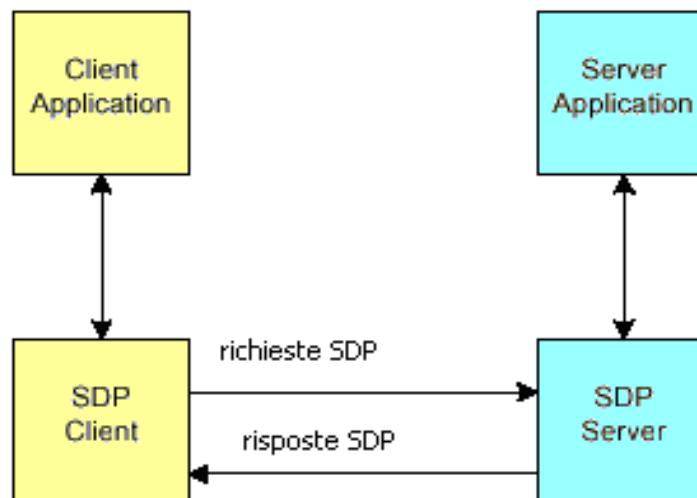 Client
Application
Server
Application
richieste SDP
SDP
Client
risposte SDP
SDP
Server